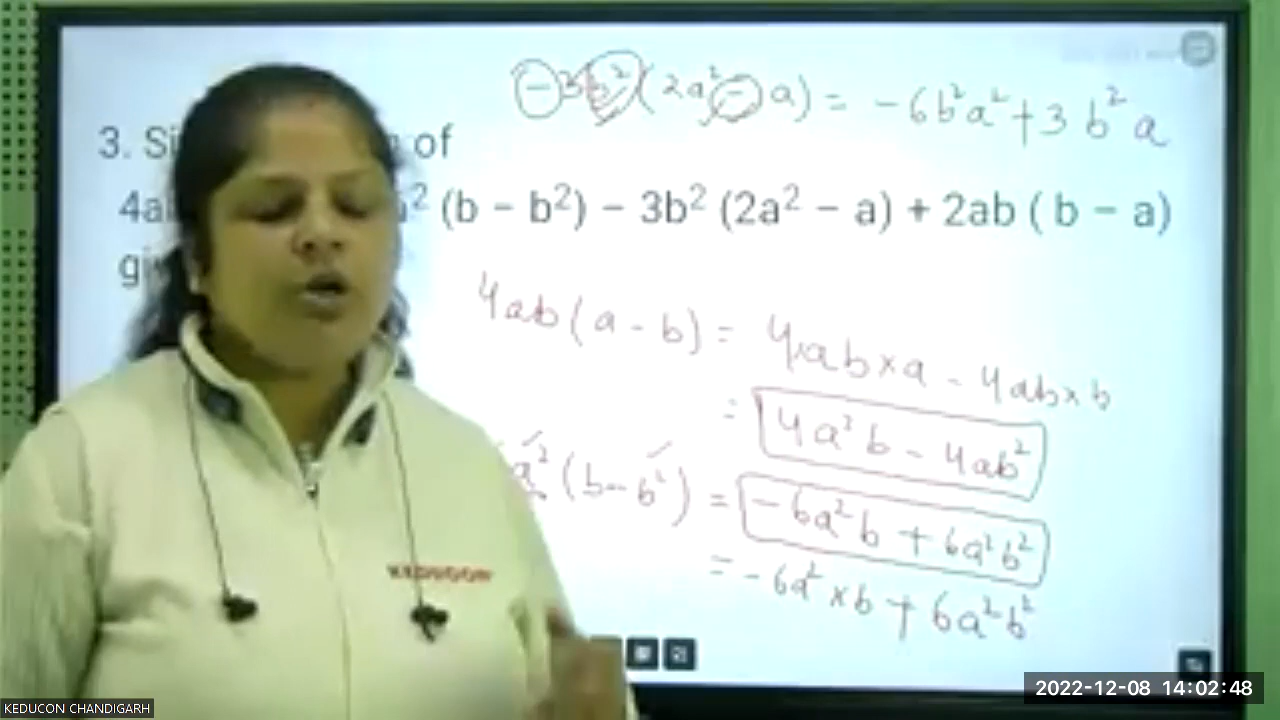 -3b²(2a² - a) = -6b²a² + 3b²a
3. Si of
4a ² (b – b²) – 3b² (2a² – a) + 2ab ( b – a)
4ab(a - b) = 4ab×a - 4ab×b
= 4a²b - 4ab²
a²(b - b²) = -6a²b + 6a²b²
= -6a²×b + 6a²b²
KEDUCON
2022-12-08 14:02:48
KEDUCON CHANDIGARH